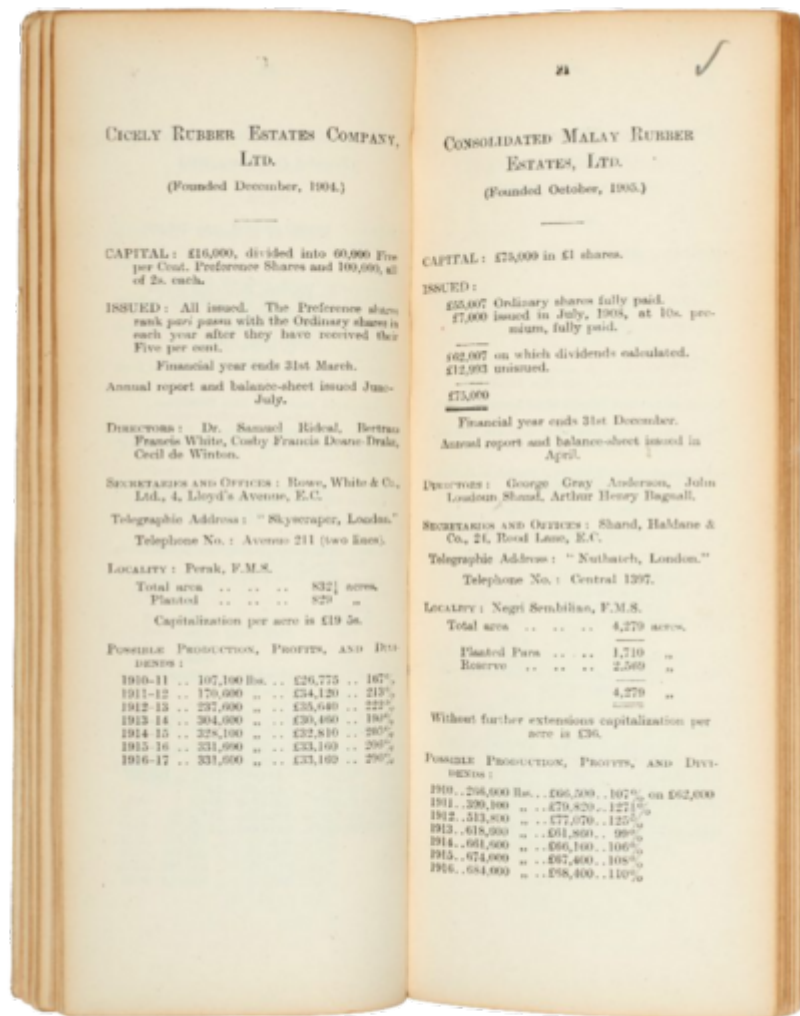 CICELY RUBBER ESTATES COMPANY,
LTD.
(Founded December, 1904.)
CAPITAL : £16,000, divided into 60,000 Five
per Cent. Preference Shares and 100,000, all
of 2s. each.
ISSUED : All issued. The Preference shares
rank pari passu with the Ordinary shares in
each year after they have received their
Five per cent.
Financial year ends 31st March.
Annual report and balance-sheet issued June-
July.
DIRECTORS : Dr. Samuel Rideal, Bertram
Francis White, Cosby Francis Deane-Drake,
Cecil de Winton.
SECRETARIES AND OFFICES : Rowe, White & Co.,
Ltd., 4, Lloyd's Avenue, E.C.
Telegraphic Address : "Skyscraper, London."
Telephone No. : Avenue 211 (two lines).
LOCALITY : Perak, F.M.S.
Total area .. .. .. acres.
Planted .. .. .. 829 „
Capitalization per acre is £19 5s.
POSSIBLE PRODUCTION, PROFITS, AND DIVI-
DENDS :
1910-11 .. 107,100 lbs. .. £26,775 .. 167%
1911-12 .. 170,600 „ .. £34,120 .. 213%
1912-13 .. 237,600 „ .. £35,640 .. 222%
1913-14 .. 304,600 „ .. £30,460 .. 190%
1914-15 .. 328,100 „ .. £32,810 .. 205%
1915-16 .. 331,600 „ .. £33,160 ..
1916-17 .. 331,600 „ .. £33,160 ..
21
CONSOLIDATED MALAY RUBBER
ESTATES, LTD.
(Founded October, 1905.)
CAPITAL : £75,000 in £1 shares.
ISSUED :
£55,007 Ordinary shares fully paid.
£7,000 issued in July, 1908, at 10s. pre-
mium, fully paid.
£62,007 on which dividends calculated.
£12,993 unissued.
£75,000
Financial year ends 31st December.
Annual report and balance-sheet issued in
April.
DIRECTORS : George Gray Anderson, John
Loudoun Shand, Arthur Henry Bagnall.
SECRETARIES AND OFFICES : Shand, Haldane &
Co., 24, Rood Lane, E.C.
Telegraphic Address : "Nuthatch, London."
Telephone No. : Central 1397.
LOCALITY : Negri Sembilan, F.M.S.
Total area .. .. .. 4,279 acres.
Planted Para .. .. 1,710 „
Reserve .. .. .. 2,569 „
4,279 „
Without further extensions capitalization per
acre is £36.
POSSIBLE PRODUCTION, PROFITS, AND DIVI-
DENDS :
1910..266,000 lbs...£66,500..107% on £62,000
1911..399,100 „ ..£79,820..
1912..513,800 „ ..£77,070..125%
1913..618,600 „ ..£61,860..99%
1914..661,600 „ ..£66,160..106%
1915..674,000 „ ..£67,400..108%
1916..684,000 „ ..£68,400..110%